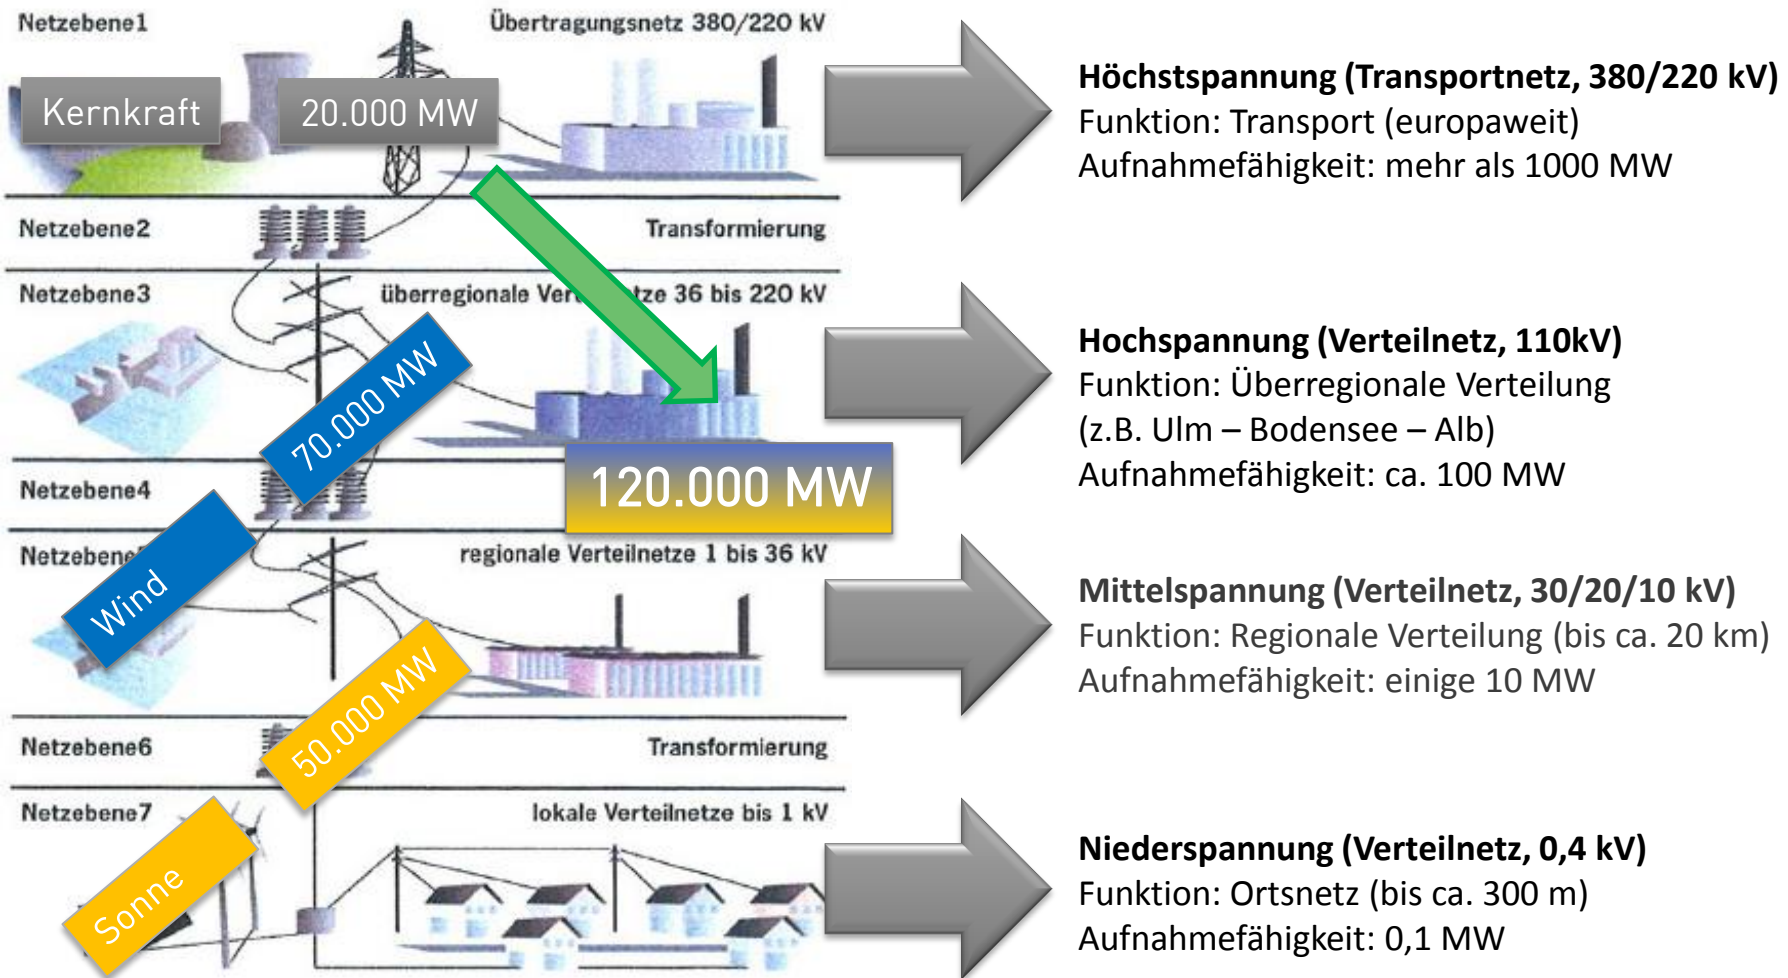 Netzebene1
Übertragungsnetz 380/220 kV
Kernkraft
20.000 MW
Höchstspannung (Transportnetz, 380/220 kV)
Funktion: Transport (europaweit)
Aufnahmefähigkeit: mehr als 1000 MW
Netzebene2
Transformierung
Netzebene3
überregionale Ver tze 36 bis 220 kV
70.000 MW
Hochspannung (Verteilnetz, 110kV)
Funktion: Überregionale Verteilung
(z.B. Ulm – Bodensee – Alb)
Aufnahmefähigkeit: ca. 100 MW
Netzebene4
120.000 MW
Netzebene
regionale Verteilnetze 1 bis 36 kV
Wind
Mittelspannung (Verteilnetz, 30/20/10 kV)
Funktion: Regionale Verteilung (bis ca. 20 km)
Aufnahmefähigkeit: einige 10 MW
50.000 MW
Netzebene6
Transformierung
Netzebene7
lokale Verteilnetze bis 1 kV
Sonne
Niederspannung (Verteilnetz, 0,4 kV)
Funktion: Ortsnetz (bis ca. 300 m)
Aufnahmefähigkeit: 0,1 MW